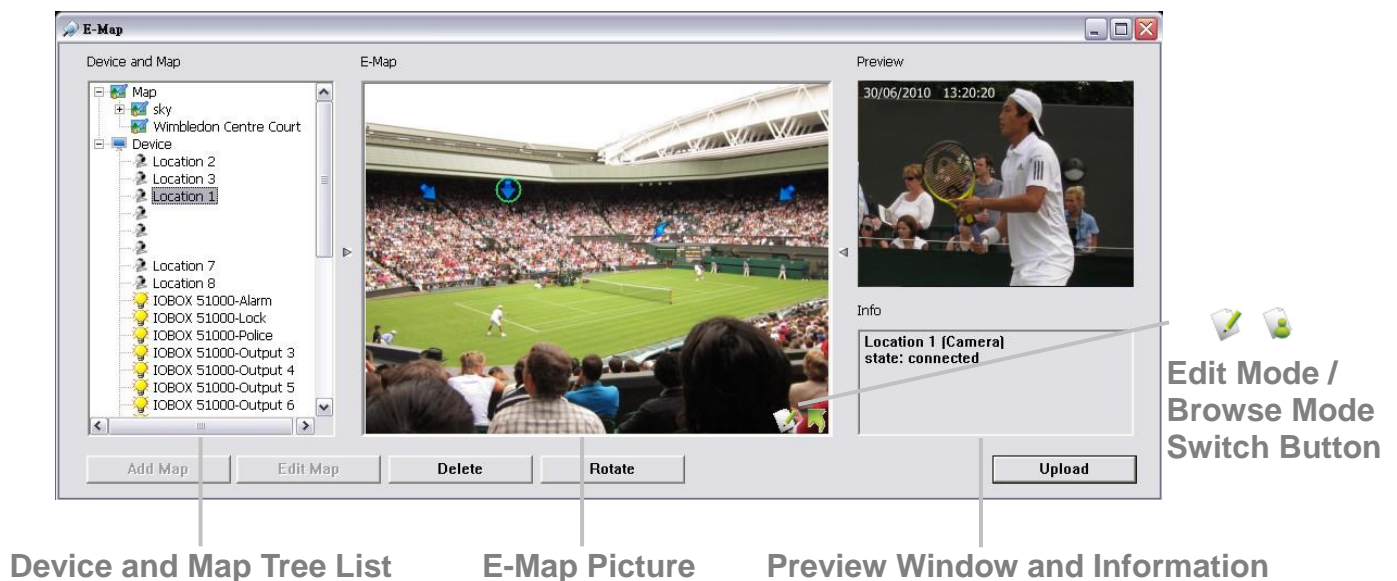 E-Map
Device and Map
E-Map
Preview
Map
sky
Wimbledon Centre Court
Device
Location 2
Location 3
Location 1
Location 7
Location 8
IOBOX 51000-Alarm
IOBOX 51000-Lock
IOBOX 51000-Police
IOBOX 51000-Output 3
IOBOX 51000-Output 4
IOBOX 51000-Output 5
IOBOX 51000-Output 6
30/06/2010 13:20:20
Info
Location 1 (Camera)
state: connected
Add Map
Edit Map
Delete
Rotate
Upload
Edit Mode /
Browse Mode
Switch Button
Device and Map Tree List
E-Map Picture
Preview Window and Information